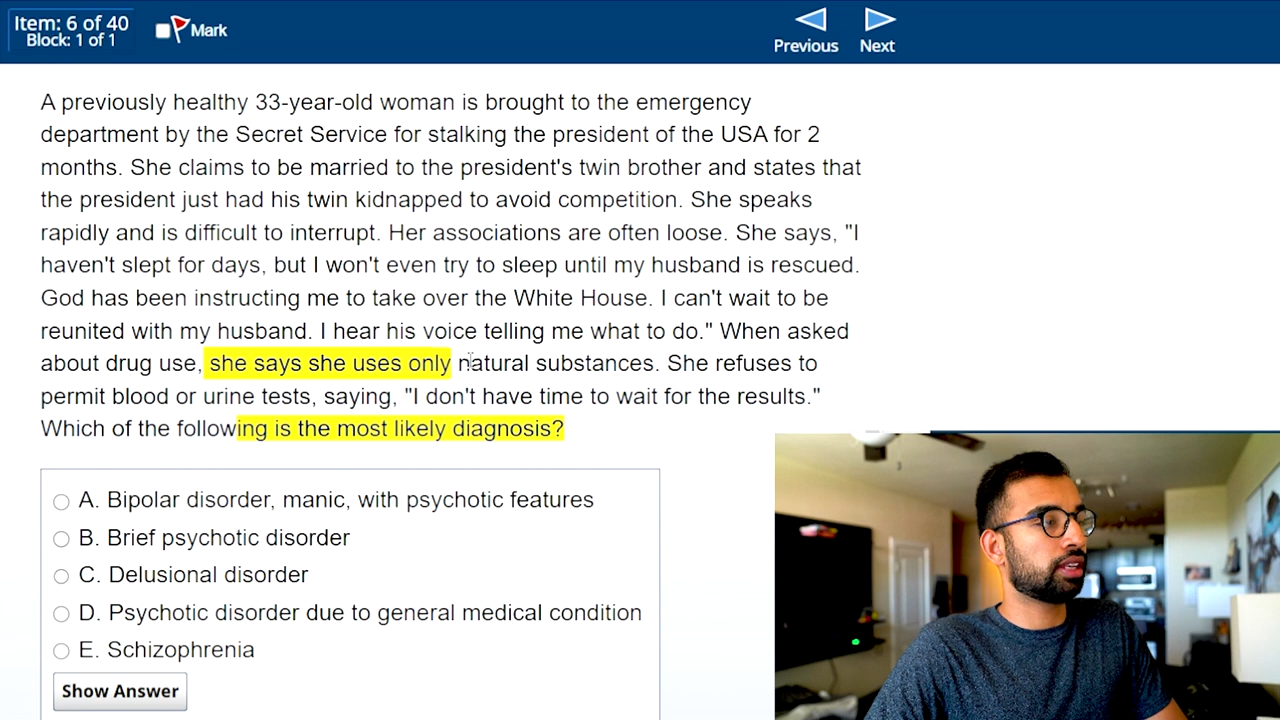 Item: 6 of 40
Block: 1 of 1
Mark
Previous
Next
A previously healthy 33-year-old woman is brought to the emergency
department by the Secret Service for stalking the president of the USA for 2
months. She claims to be married to the president's twin brother and states that
the president just had his twin kidnapped to avoid competition. She speaks
rapidly and is difficult to interrupt. Her associations are often loose. She says, "I
haven't slept for days, but I won't even try to sleep until my husband is rescued.
God has been instructing me to take over the White House. I can't wait to be
reunited with my husband. I hear his voice telling me what to do." When asked
about drug use, she says she uses only natural substances. She refuses to
permit blood or urine tests, saying, "I don't have time to wait for the results."
Which of the following is the most likely diagnosis?
A. Bipolar disorder, manic, with psychotic features
B. Brief psychotic disorder
C. Delusional disorder
D. Psychotic disorder due to general medical condition
E. Schizophrenia
Show Answer